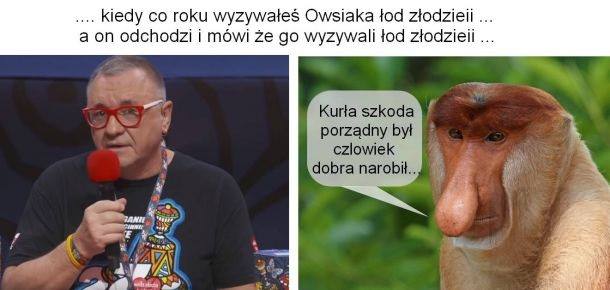 .... kiedy co roku wyzywałeś Owsiaka łod złodzieii ...
a on odchodzi i mówi że go wyzywali łod złodzieii ...
Kurła szkoda
porządny był
człowiek
dobra narobił...